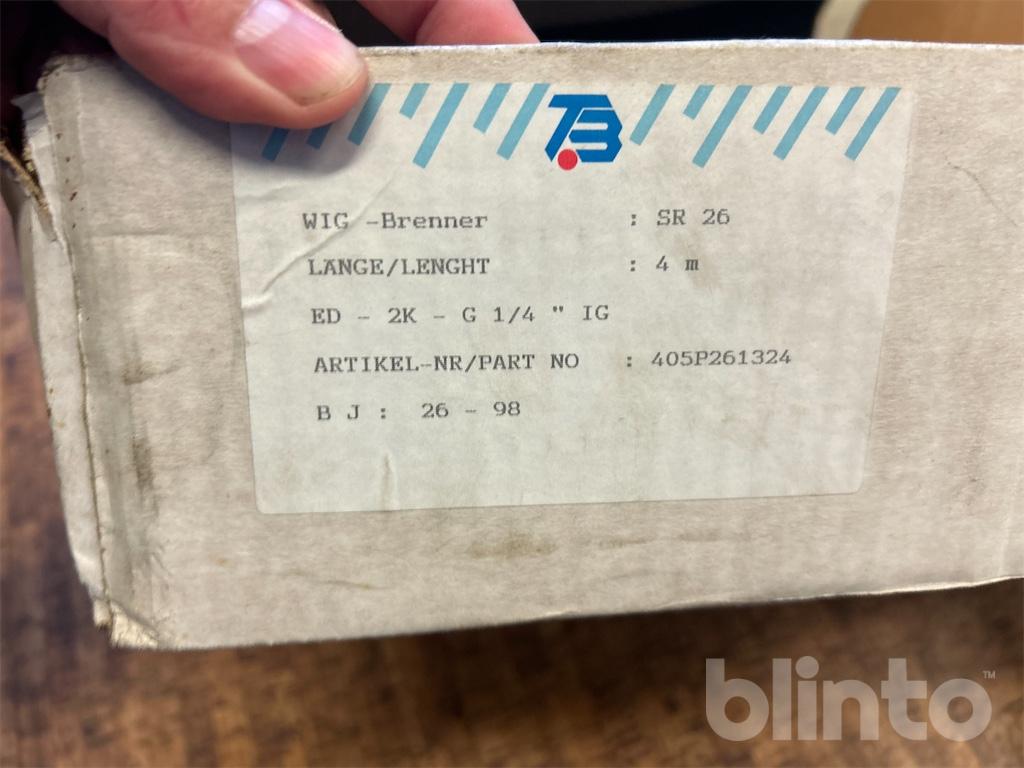 TB
WIG -Brenner : SR 26
LÄNGE/LENGHT : 4 m
ED - 2K - G 1/4 " IG
ARTIKEL-NR/PART NO : 405P261324
B J : 26 - 98
blinto™